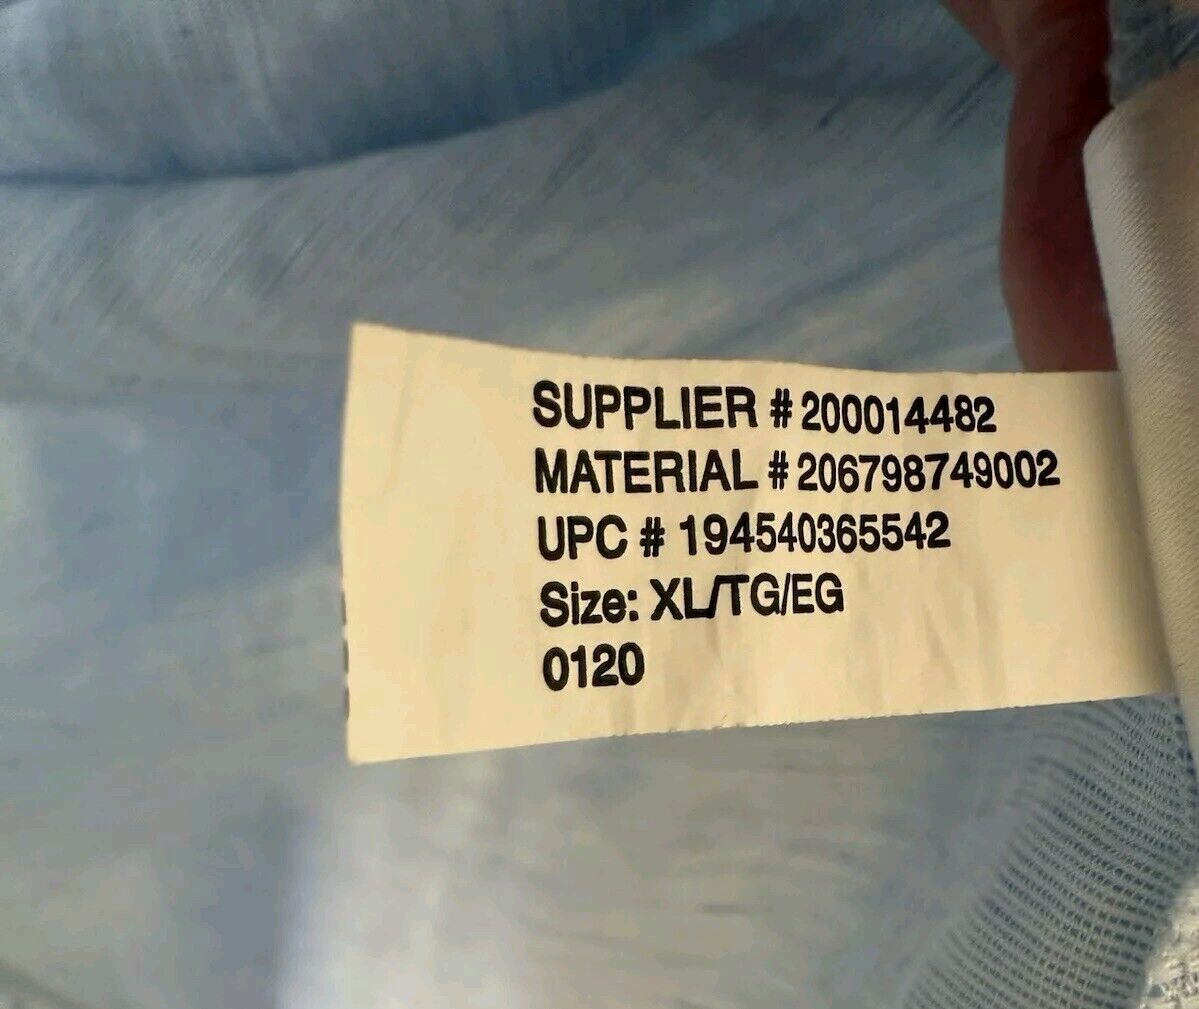 SUPPLIER # 200014482
MATERIAL # 206798749002
UPC # 194540365542
Size: XL/TG/EG
0120